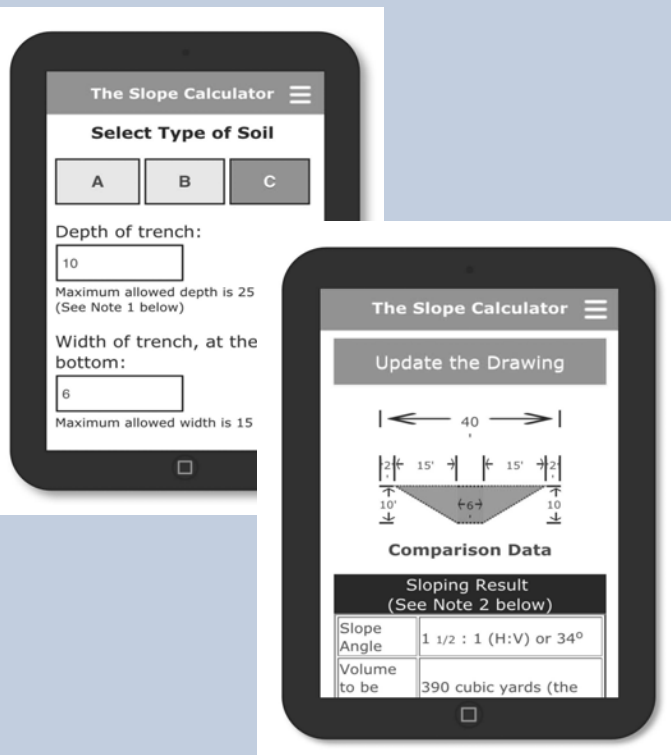 The Slope Calculator
Select Type of Soil
A B C
Depth of trench:
10
Maximum allowed depth is 25
(See Note 1 below)
Width of trench, at the
bottom:
6
Maximum allowed width is 15
The Slope Calculator
Update the Drawing
40
'
2 15' 15' 2
' '
10' 6 10
' '
Comparison Data
Sloping Result
(See Note 2 below)
Slope
Angle
1 1/2 : 1 (H:V) or 34º
Volume
to be
390 cubic yards (the